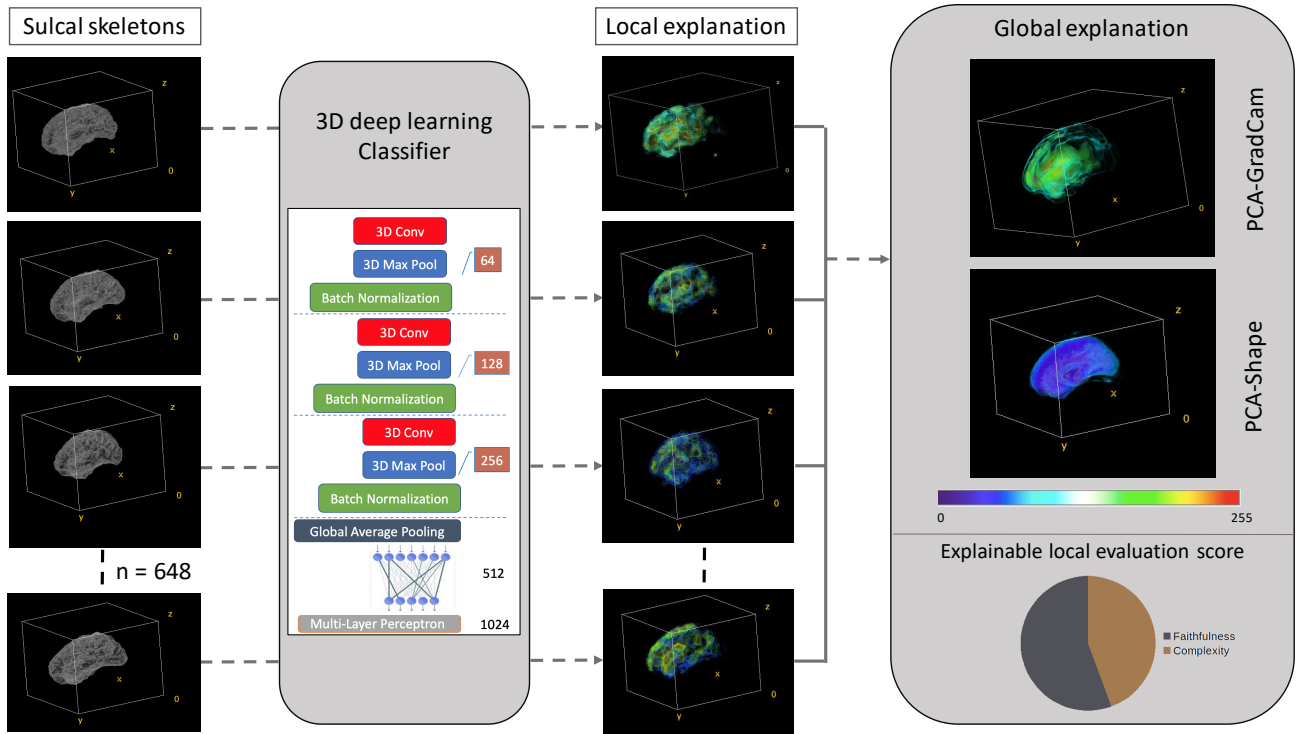 Sulcal skeletons
z
x
0
y
z
x
0
y
z
x
0
y
n = 648
z
x
0
y
3D deep learning
Classifier
3D Conv
3D Max Pool
64
Batch Normalization
3D Conv
3D Max Pool
128
Batch Normalization
3D Conv
3D Max Pool
256
Batch Normalization
Global Average Pooling
512
Multi-Layer Perceptron
1024
Local explanation
z
x
0
y
z
x
0
y
z
x
0
y
z
x
0
y
Global explanation
z
x
0
y
PCA-GradCam
z
x
0
y
PCA-Shape
0
255
Explainable local evaluation score
Faithfulness
Complexity